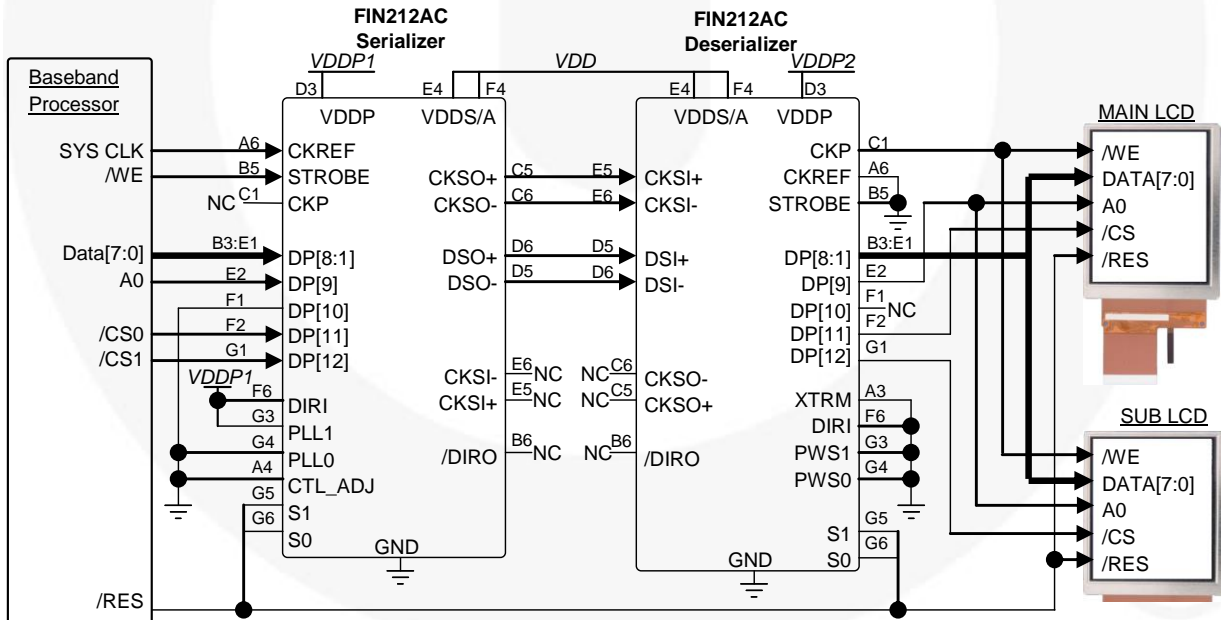 FIN212AC
Serializer
FIN212AC
Deserializer
Baseband
Processor
VDDP1
VDD
VDDP2
D3
E4
F4
E4
F4
D3
VDDP
VDDS/A
VDDS/A
VDDP
MAIN LCD
SYS CLK
A6
CKREF
/WE
B5
STROBE
NC
C1
CKP
Data[7:0]
B3:E1
DP[8:1]
A0
E2
DP[9]
F1
DP[10]
/CS0
F2
DP[11]
/CS1
G1
DP[12]
VDDP1
F6
DIRI
G3
PLL1
G4
PLL0
A4
CTL_ADJ
G5
S1
G6
S0
GND
/RES
CKSO+
C5
E5
CKSI+
CKSO-
C6
E6
CKSI-
DSO+
D6
D5
DSI+
DSO-
D5
D6
DSI-
CKSI-
E6
NC
NC
C6
CKSO-
CKSI+
E5
NC
NC
C5
CKSO+
/DIRO
B6
NC
NC
B6
/DIRO
CKP
C1
CKREF
A6
STROBE
B5
DP[8:1]
B3:E1
DP[9]
E2
DP[10]
F1
NC
DP[11]
F2
DP[12]
G1
XTRM
A3
DIRI
F6
PWS1
G3
PWS0
G4
S1
G5
S0
G6
GND
/WE
DATA[7:0]
A0
/CS
/RES
SUB LCD
/WE
DATA[7:0]
A0
/CS
/RES